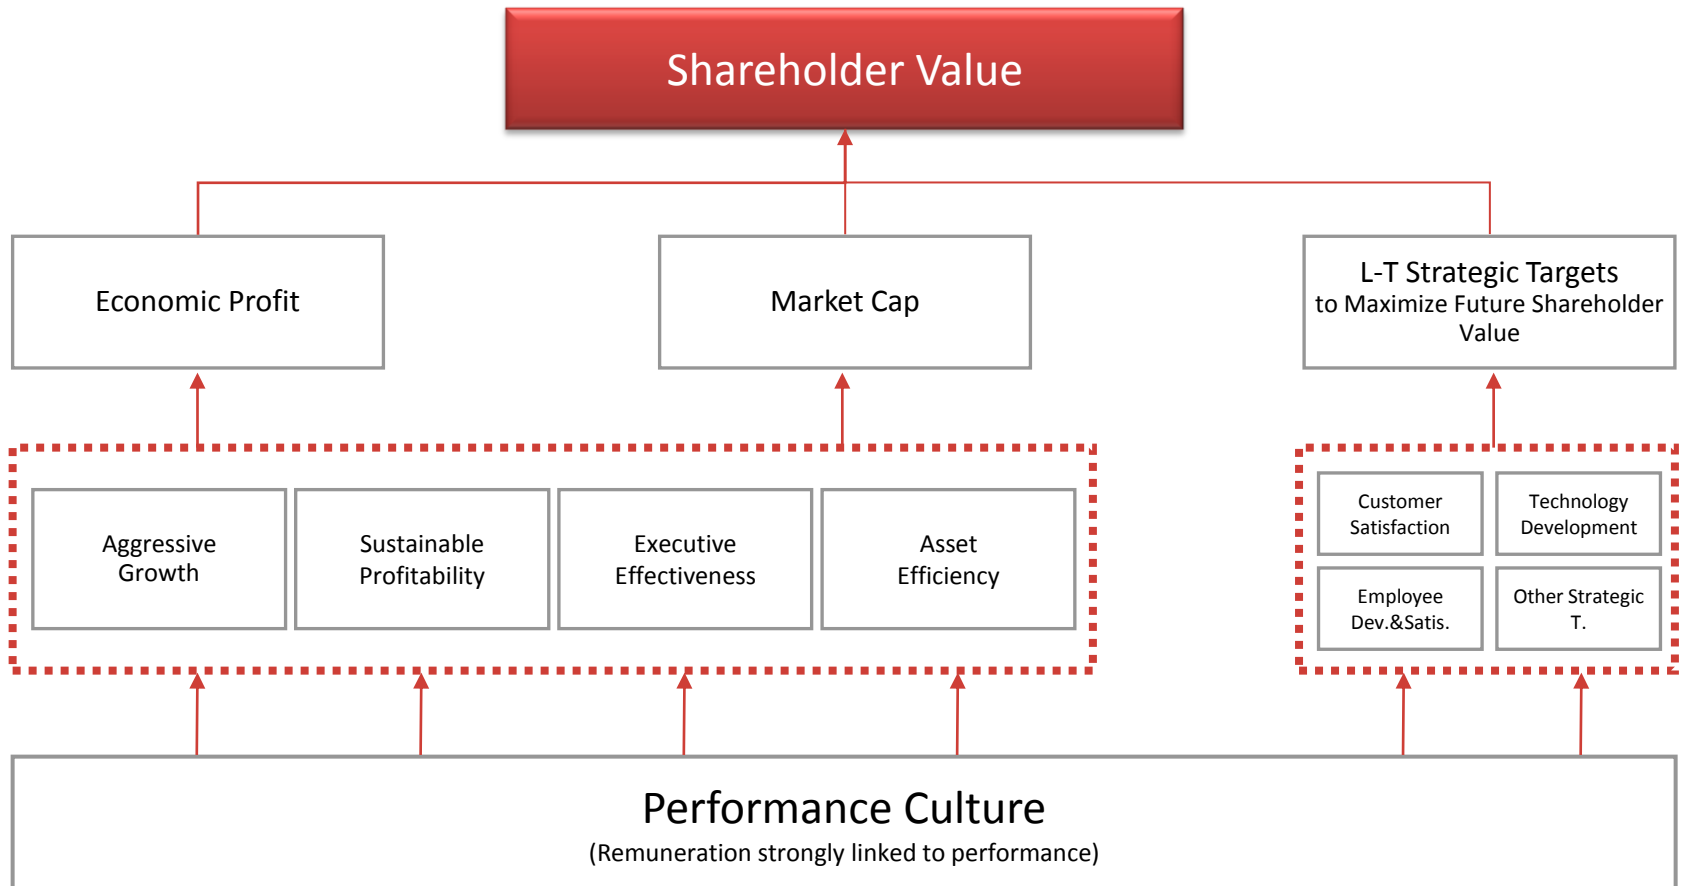 Shareholder Value
Economic Profit
Market Cap
L-T Strategic Targets
to Maximize Future Shareholder
Value
Aggressive
Growth
Sustainable
Profitability
Executive
Effectiveness
Asset
Efficiency
Customer
Satisfaction
Technology
Development
Employee
Dev.&Satis.
Other Strategic
T.
Performance Culture
(Remuneration strongly linked to performance)